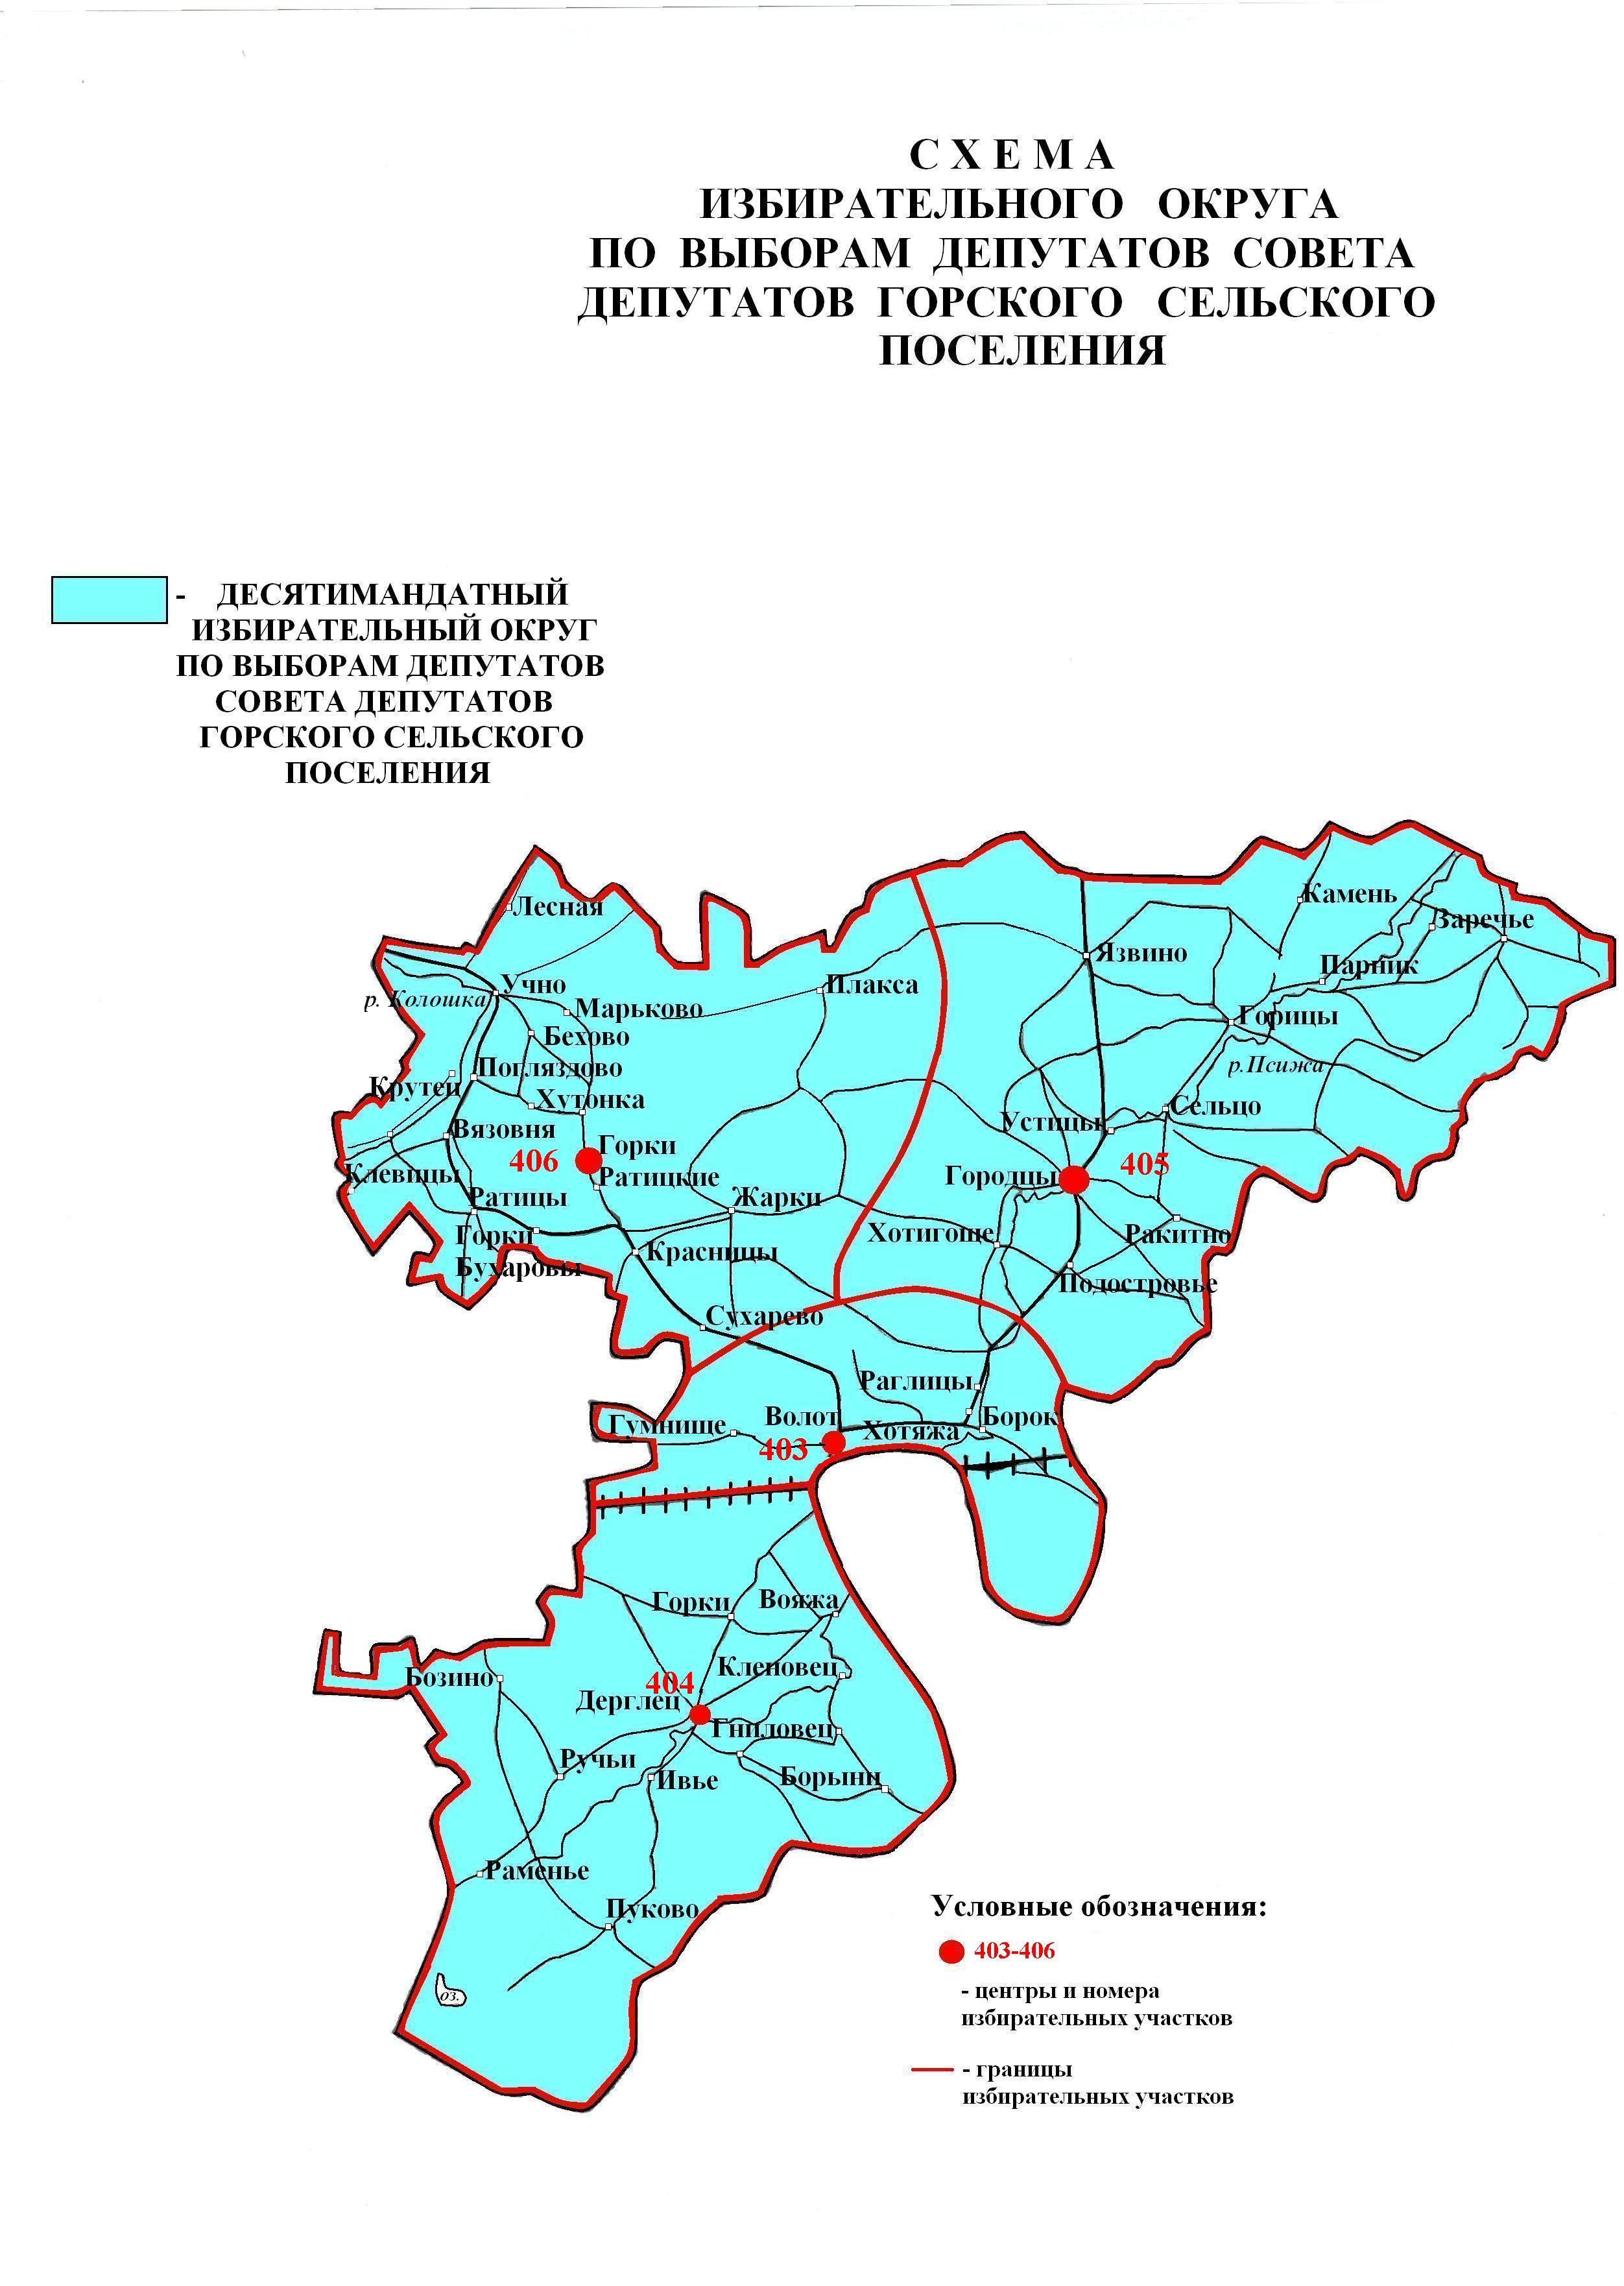 С Х Е М А
ИЗБИРАТЕЛЬНОГО ОКРУГА
ПО ВЫБОРАМ ДЕПУТАТОВ СОВЕТА
ДЕПУТАТОВ ГОРСКОГО СЕЛЬСКОГО
ПОСЕЛЕНИЯ
- ДЕСЯТИМАНДАТНЫЙ
ИЗБИРАТЕЛЬНЫЙ ОКРУГ
ПО ВЫБОРАМ ДЕПУТАТОВ
СОВЕТА ДЕПУТАТОВ
ГОРСКОГО СЕЛЬСКОГО
ПОСЕЛЕНИЯ
Лесная
Камень
Заречье
Язвино
Парник
Учно
Плакса
р. Колошка
Марьково
Горицы
Бехово
Погляздово
р.Псижа
Крутец
Хутонка
Сельцо
Устицы
Вязовня
Горки
406
405
Клевицы
Ратицкие
Городцы
Ратицы
Жарки
Горки
Хотигоще
Ракитно
Красницы
Бухаровы
Подостровье
Сухарево
Раглицы
Гумнище
Волот
Борок
Хотяжа
403
Горки
Вояжа
Бозино
Клеповец
404
Дерглец
Гниловец
Ручьи
Ивье
Борыни
Раменье
Пуково
оз.
Условные обозначения:
403-406
- центры и номера
избирательных участков
- границы
избирательных участков